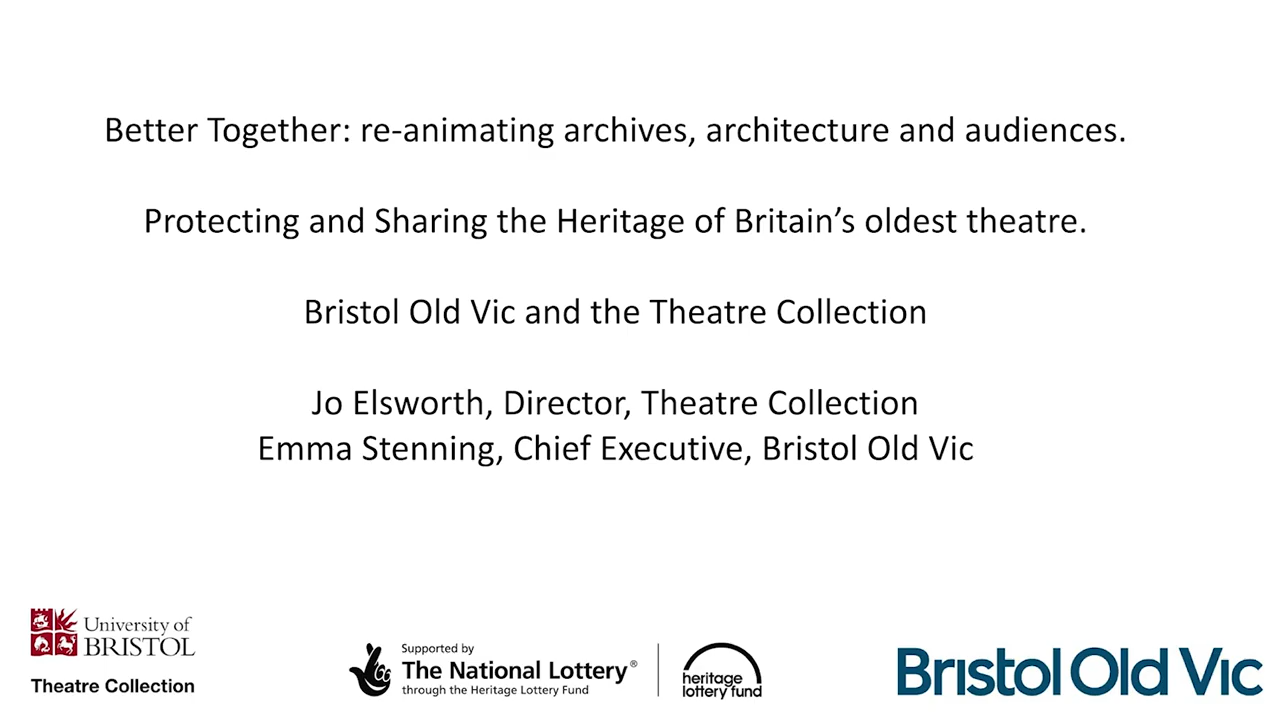 Better Together: re-animating archives, architecture and audiences.
Protecting and Sharing the Heritage of Britain’s oldest theatre.
Bristol Old Vic and the Theatre Collection
Jo Elsworth, Director, Theatre Collection
Emma Stenning, Chief Executive, Bristol Old Vic
University of
BRISTOL
Theatre Collection
Supported by
The National Lottery®
through the Heritage Lottery Fund
heritage
lottery fund
Bristol Old Vic